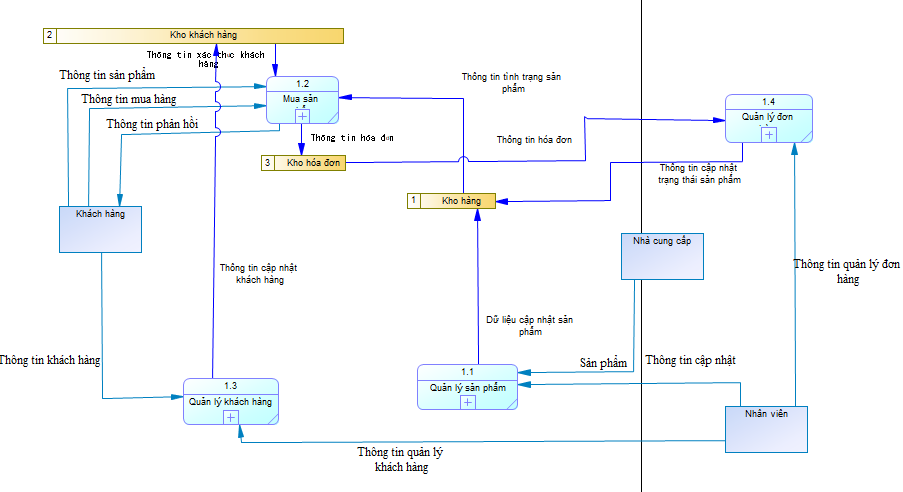 2
Kho khách hàng
Thông tin xác thực khách
hàng
Thông tin sản phẩm
1.2
Mua sản
Thông tin mua hàng
Thông tin phản hồi
Thông tin hóa đơn
3
Kho hóa đơn
Thông tin tình trạng sản
phẩm
Thông tin hóa đơn
1.4
Quản lý đơn
Thông tin cập nhật
trạng thái sản phẩm
1
Kho hàng
Khách hàng
Nhà cung cấp
Thông tin cập nhật
khách hàng
Thông tin quản lý đơn
hàng
Dữ liệu cập nhật sản
phẩm
Thông tin khách hàng
Sản phẩm
Thông tin cập nhật
1.1
Quản lý sản phẩm
1.3
Quản lý khách hàng
Nhân viên
Thông tin quản lý
khách hàng